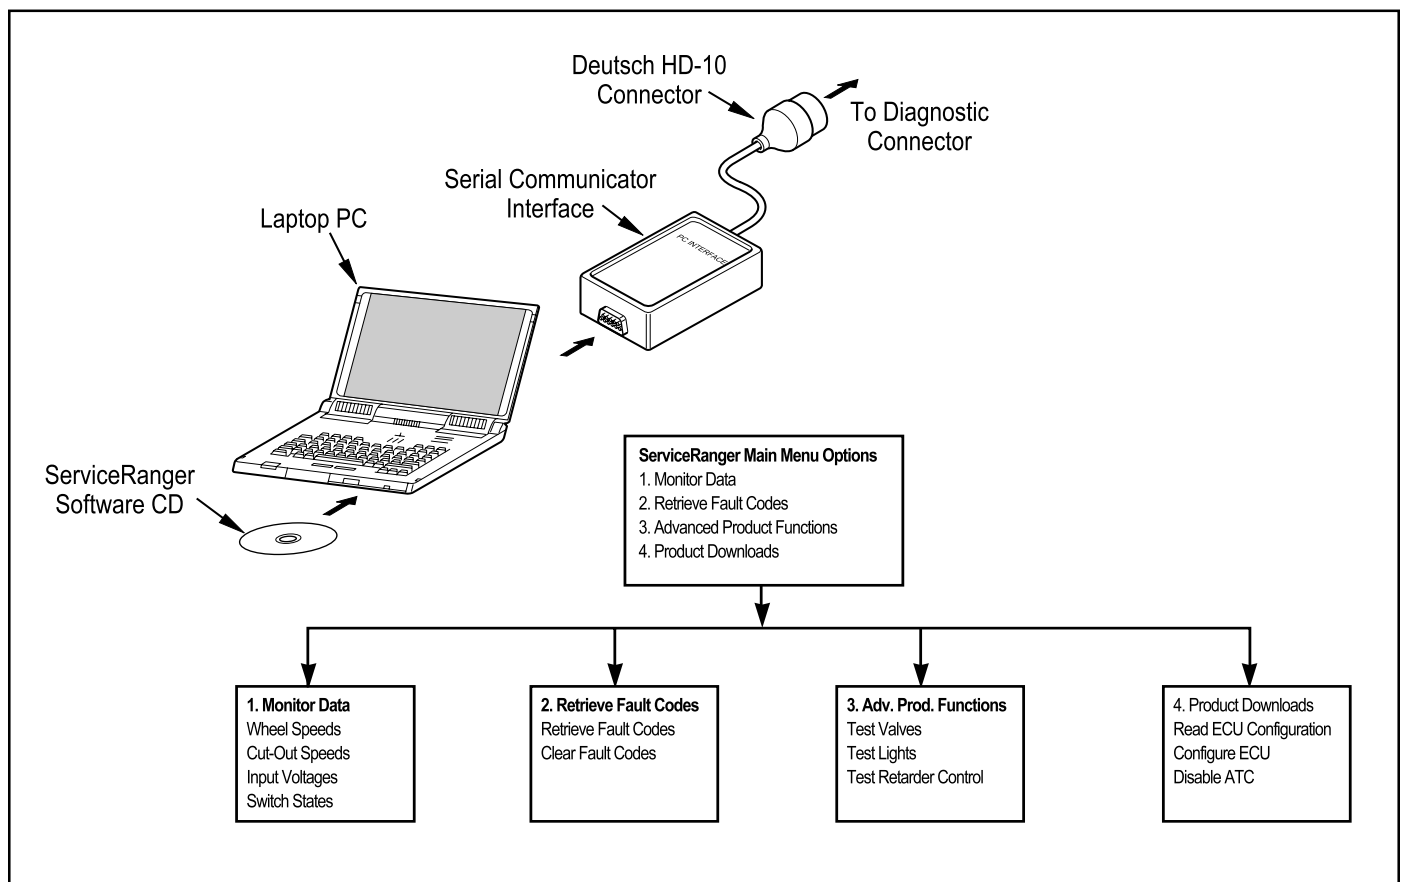 Deutsch HD-10
Connector
To Diagnostic
Connector
Serial Communicator
Interface
PC INTERFACE
Laptop PC
ServiceRanger
Software CD
ServiceRanger Main Menu Options
1. Monitor Data
2. Retrieve Fault Codes
3. Advanced Product Functions
4. Product Downloads
1. Monitor Data
Wheel Speeds
Cut-Out Speeds
Input Voltages
Switch States
2. Retrieve Fault Codes
Retrieve Fault Codes
Clear Fault Codes
3. Adv. Prod. Functions
Test Valves
Test Lights
Test Retarder Control
4. Product Downloads
Read ECU Configuration
Configure ECU
Disable ATC